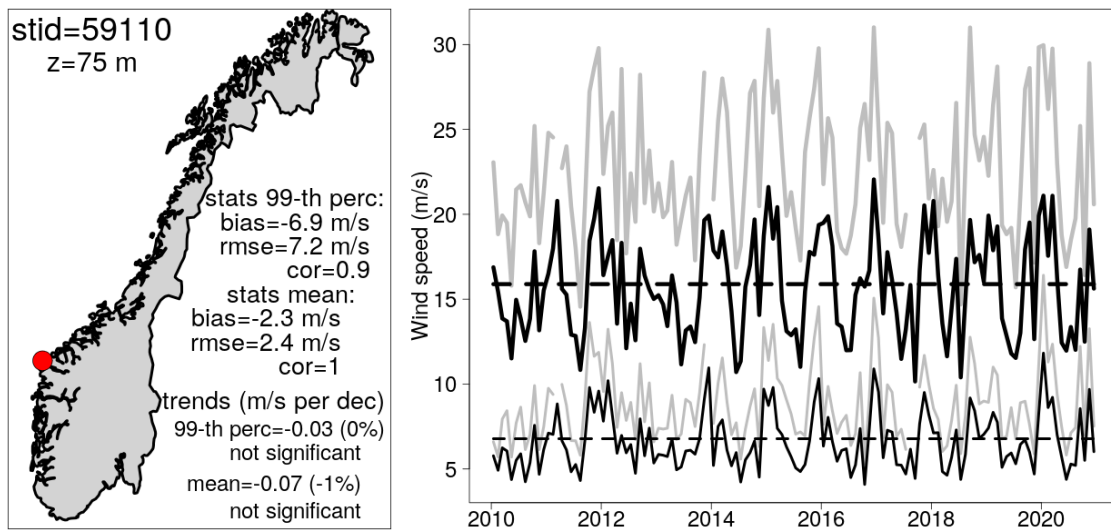 stid=59110
z=75 m
stats 99-th perc:
bias=-6.9 m/s
rmse=7.2 m/s
cor=0.9
stats mean:
bias=-2.3 m/s
rmse=2.4 m/s
cor=1
trends (m/s per dec)
99-th perc=-0.03 (0%)
not significant
mean=-0.07 (-1%)
not significant
Wind speed (m/s)
30
25
20
15
10
5
2010 2012 2014 2016 2018 2020